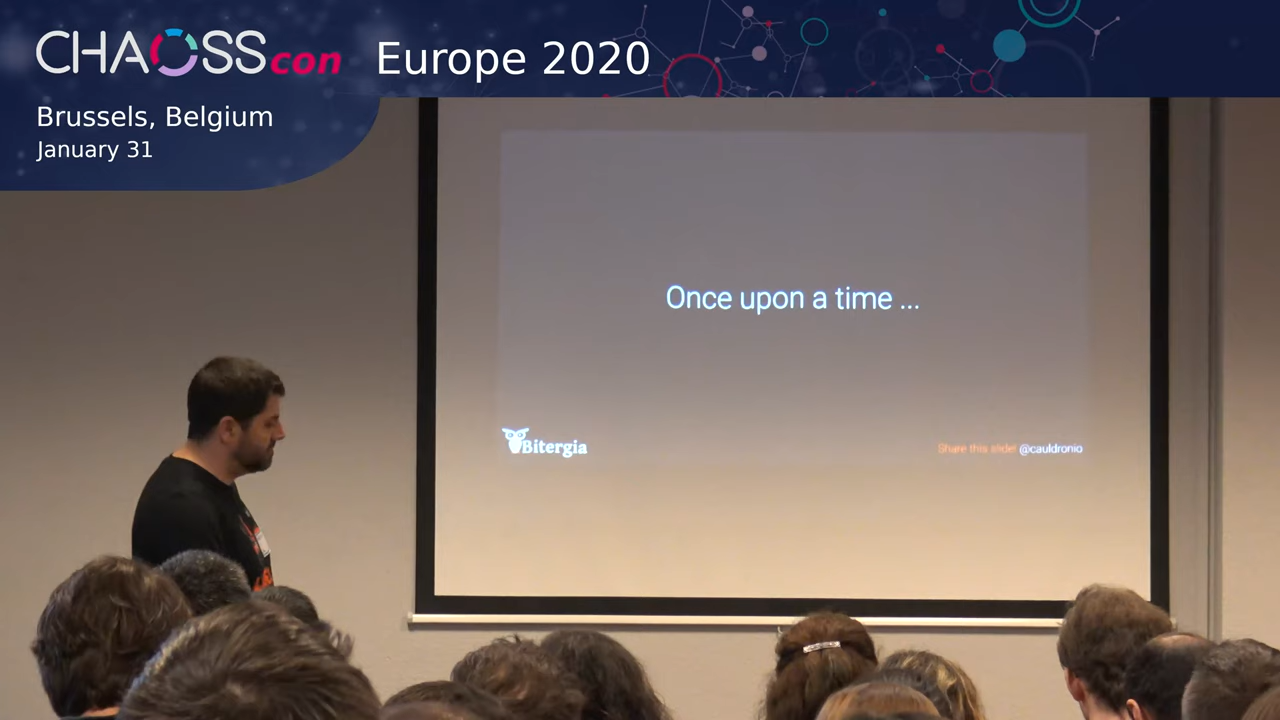 CHAOSScon Europe 2020
Brussels, Belgium
January 31
Once upon a time ...
Bitergia
Share this slide! @cauldronio